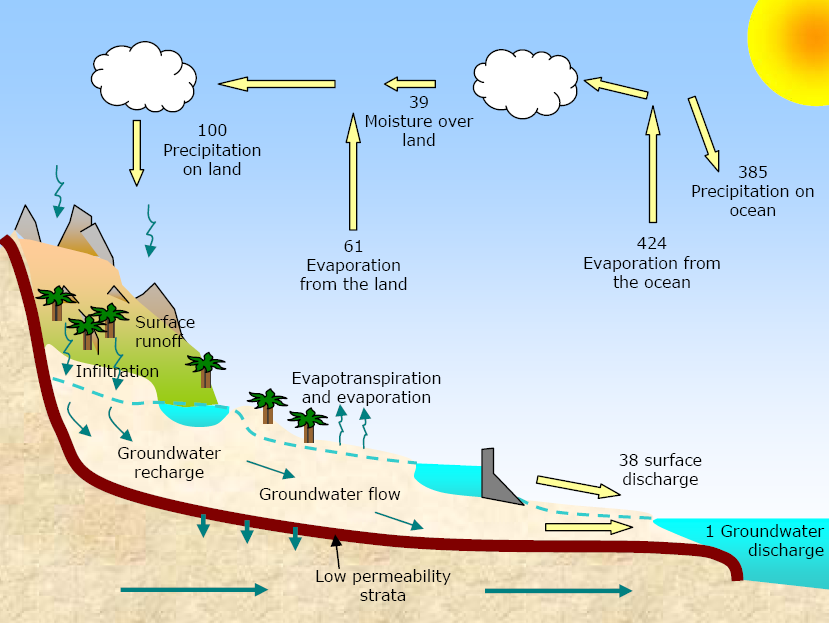 39
Moisture over
land
100
Precipitation
on land
385
Precipitation on
ocean
61
Evaporation
from the land
424
Evaporation from
the ocean
Surface
runoff
Infiltration
Evapotranspiration
and evaporation
Groundwater
recharge
38 surface
discharge
Groundwater flow
1 Groundwater
discharge
Low permeability
strata